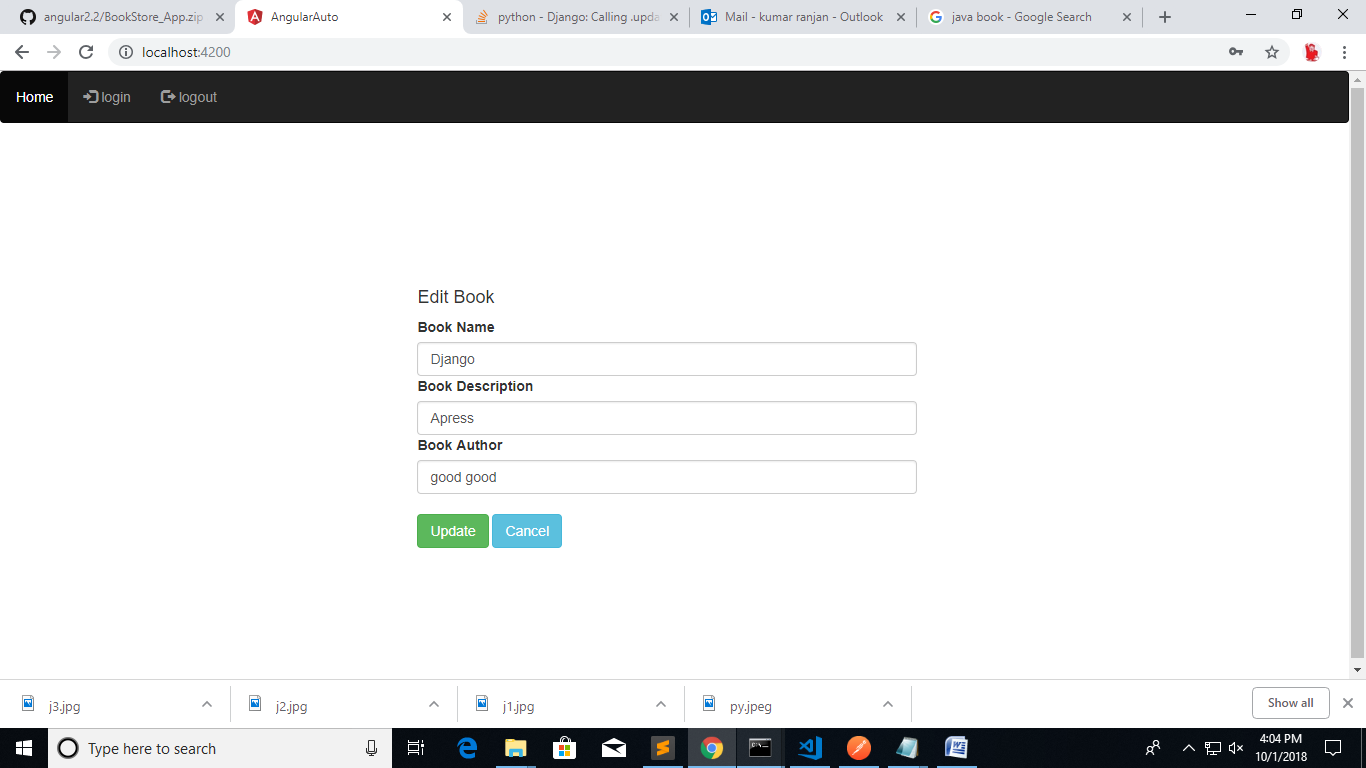 angular2.2/BookStore_App.zip
AngularAuto
python - Django: Calling .upda
Mail - kumar ranjan - Outlook
java book - Google Search
localhost:4200
Home
login
logout
Edit Book
Book Name
Django
Book Description
Apress
Book Author
good good
Update
Cancel
j3.jpg
j2.jpg
j1.jpg
py.jpeg
Show all
Type here to search
4:04 PM
10/1/2018